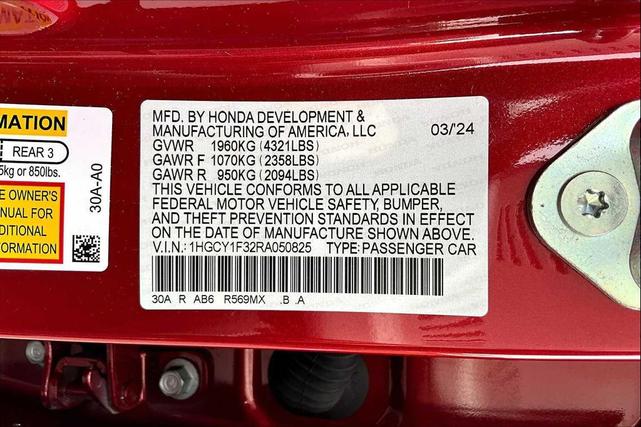 MATION
REAR 3
5kg or 850lbs.
E OWNER'S
ANUAL FOR
DITIONAL
FORMATION
30A-A0
MFD. BY HONDA DEVELOPMENT &
MANUFACTURING OF AMERICA, LLC
03/'24
GVWR 1960KG (4321LBS)
GAWR F 1070KG (2358LBS)
GAWR R 950KG (2094LBS)
THIS VEHICLE CONFORMS TO ALL APPLICABLE
FEDERAL MOTOR VEHICLE SAFETY, BUMPER,
AND THEFT PREVENTION STANDARDS IN EFFECT
ON THE DATE OF MANUFACTURE SHOWN ABOVE.
V.I.N.: 1HGCY1F32RA050825 TYPE: PASSENGER CAR
30A R AB6 R569MX .B .A